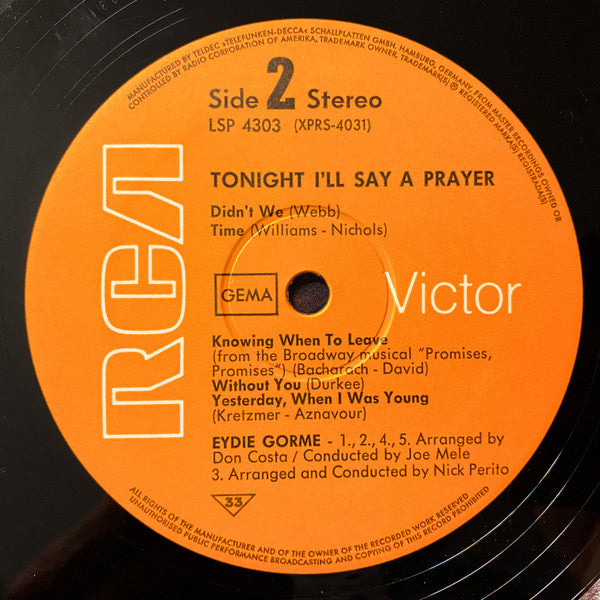 MANUFACTURED BY TELDEC »TELEFUNKEN-DECCA« SCHALLPLATTEN GMBH, HAMBURG, GERMANY, FROM MASTER RECORDINGS OWNED OR
CONTROLLED BY RADIO CORPORATION OF AMERICA, TRADEMARK OWNER. TRADEMARK(S) ® REGISTERED MARKA(S) REGISTRADA(S)
Side 2 Stereo
LSP 4303 (XPRS-4031)
TONIGHT I'LL SAY A PRAYER
Didn't We (Webb)
Time (Williams - Nichols)
RCA
GEMA
Victor
Knowing When To Leave
(from the Broadway musical "Promises,
Promises") (Bacharach - David)
Without You (Durkee)
Yesterday, When I Was Young
(Kretzmer - Aznavour)
EYDIE GORME - 1., 2., 4., 5. Arranged by
Don Costa / Conducted by Joe Mele
3. Arranged and Conducted by Nick Perito
33
ALL RIGHTS OF THE MANUFACTURER AND OF THE OWNER OF THE RECORDED WORK RESERVED
UNAUTHORISED PUBLIC PERFORMANCE BROADCASTING AND COPYING OF THIS RECORD PROHIBITED